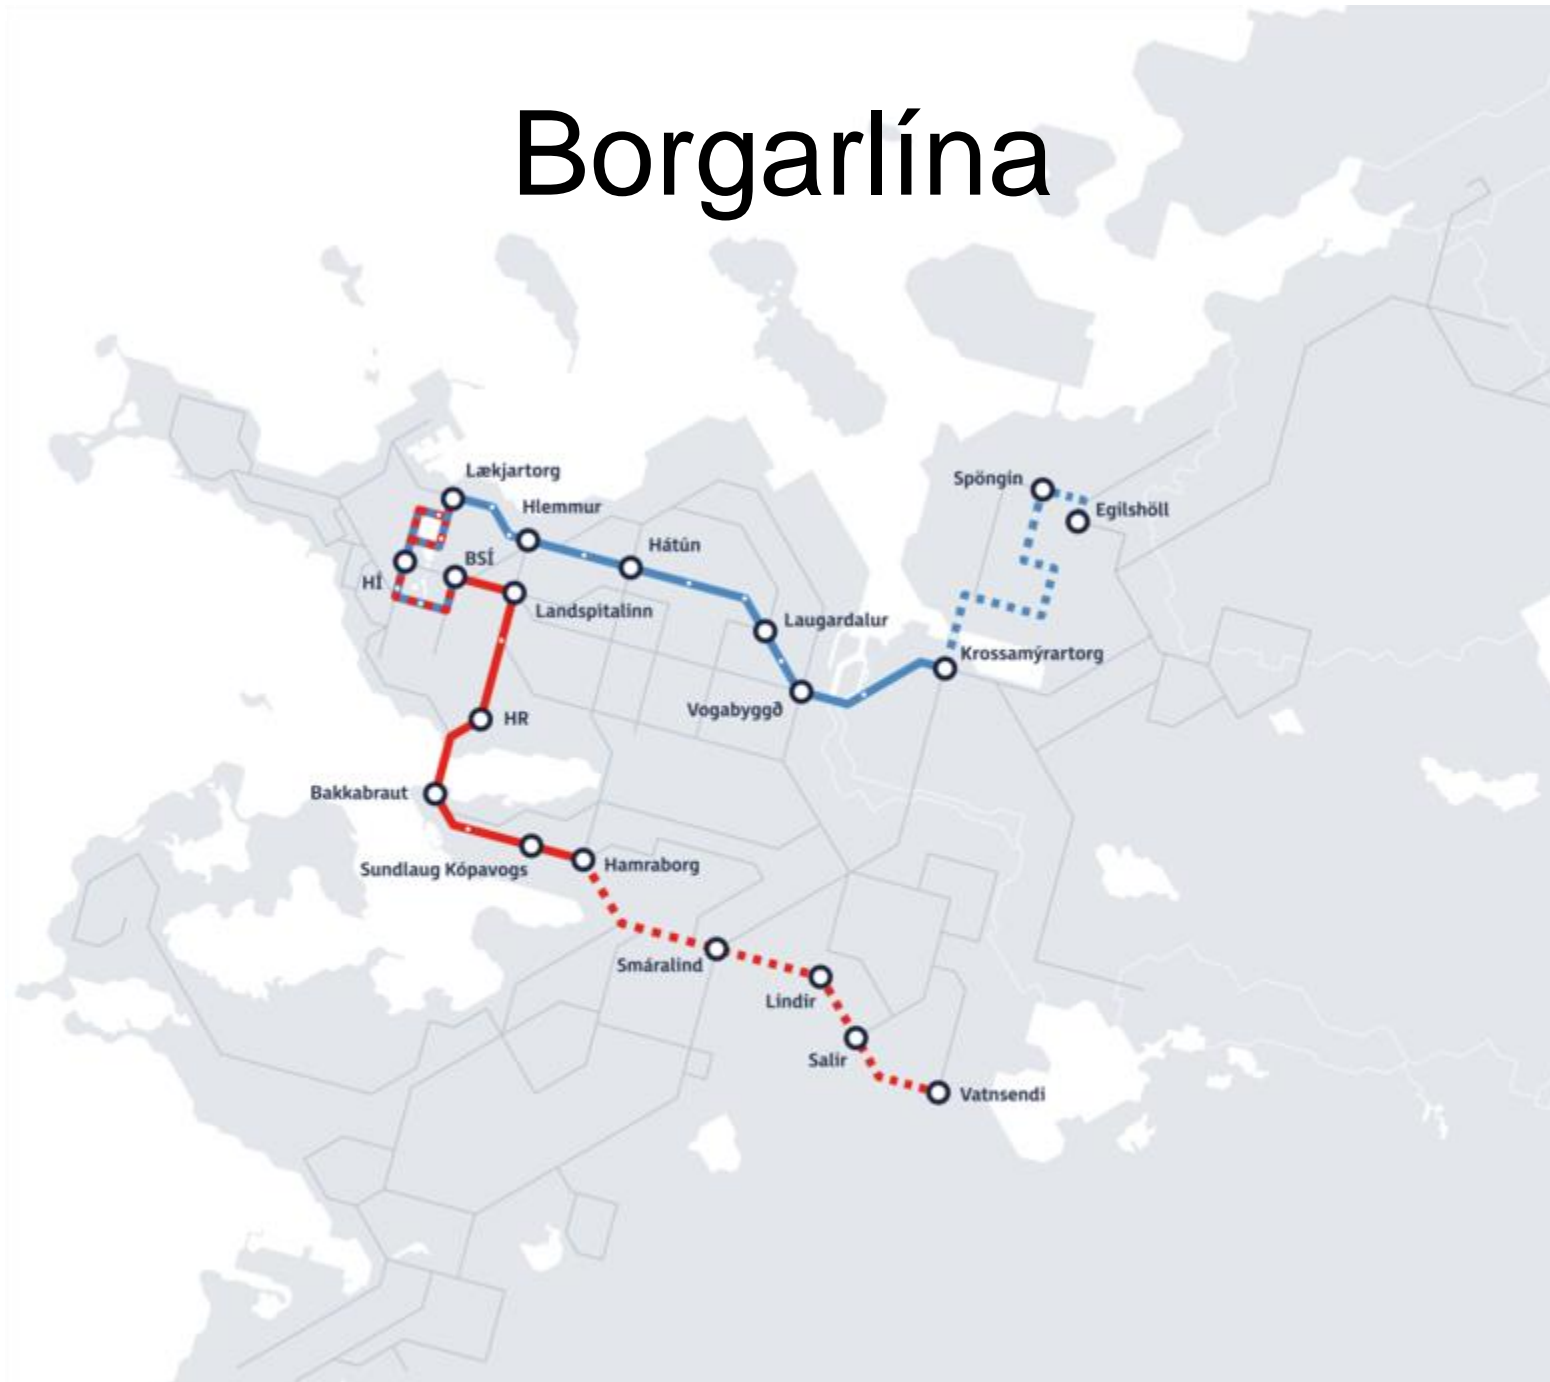 Borgarlína
Lækjartorg
Spöngin
Hlemmur
Egilshöll
Hátún
BSÍ
HÍ
Landspítalinn
Laugardalur
Krossamýrartorg
Vogabyggð
HR
Bakkabraut
Hamraborg
Sundlaug Kópavogs
Smáralind
Lindir
Salir
Vatnsendi